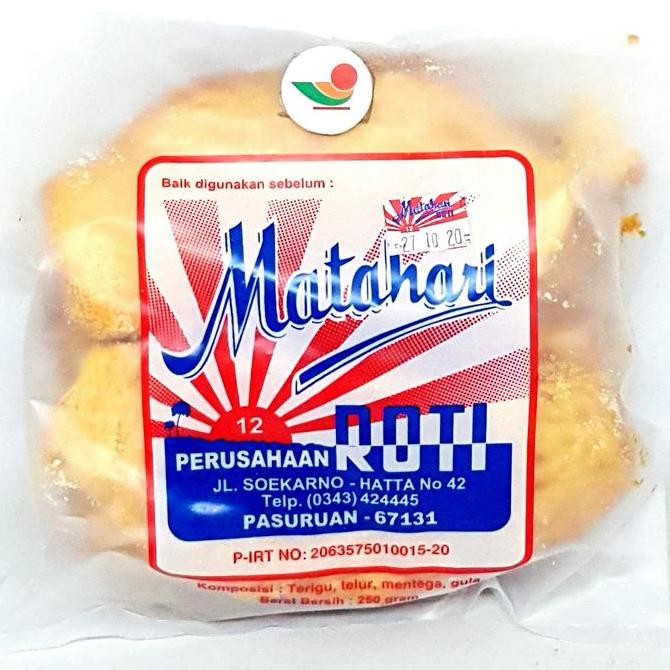 Baik digunakan sebelum :
Matahari
ROTI
27 10 20
Matahari
12
PERUSAHAAN ROTI
JL. SOEKARNO - HATTA No 42
Telp. (0343) 424445
PASURUAN - 67131
P-IRT NO: 2063575010015-20
Komposisi : Terigu, telur, mentega, gula
Berat Bersih : 250 gram